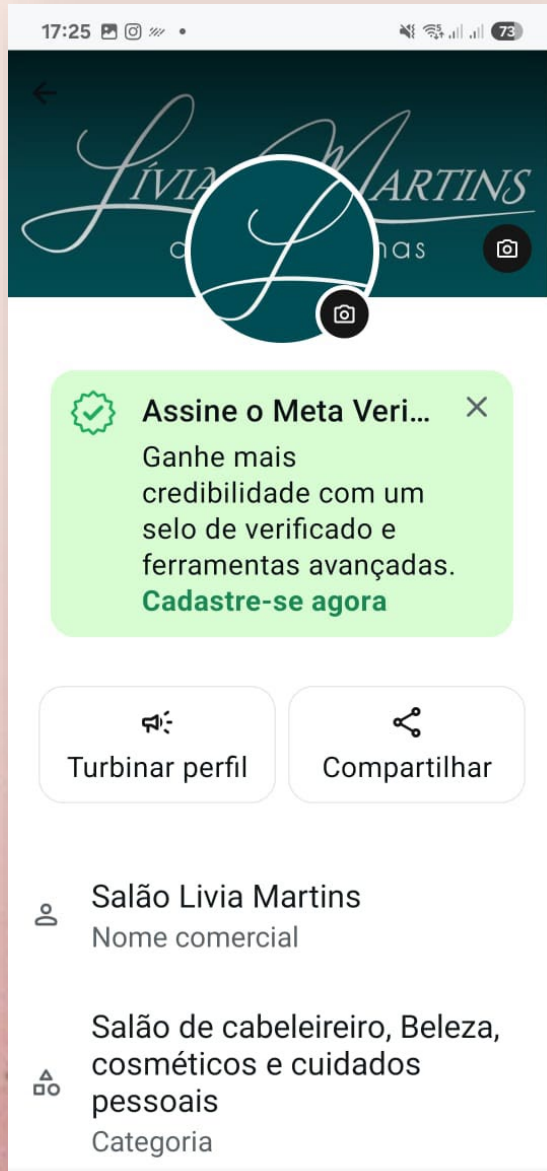 17:25
73
LÍVIA MARTINS
Assine o Meta Veri...
Ganhe mais
credibilidade com um
selo de verificado e
ferramentas avançadas.
Cadastre-se agora
Turbinar perfil
Compartilhar
Salão Livia Martins
Nome comercial
Salão de cabeleireiro, Beleza,
cosméticos e cuidados
pessoais
Categoria